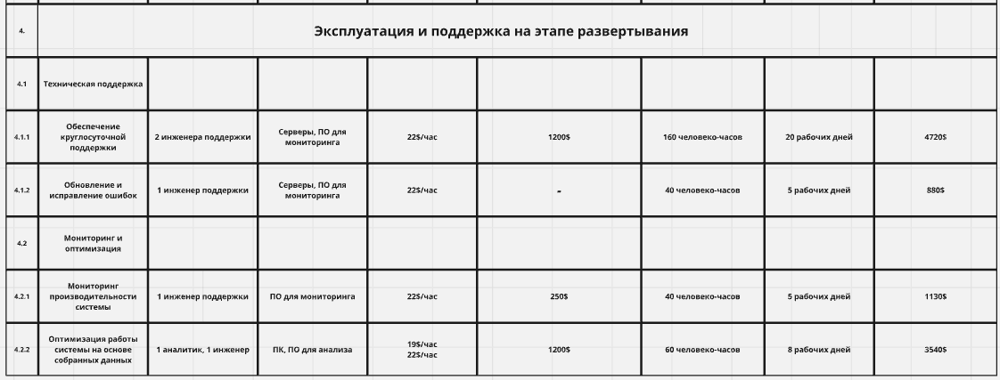 4.
Эксплуатация и поддержка на этапе развертывания
4.1
Техническая поддержка
4.1.1
Обеспечение
круглосуточной
поддержки
2 инженера поддержки
Серверы, ПО для
мониторинга
22$/час
1200$
160 человеко-часов
20 рабочих дней
4720$
4.1.2
Обновление и
исправление ошибок
1 инженер поддержки
Серверы, ПО для
мониторинга
22$/час
-
40 человеко-часов
5 рабочих дней
880$
4.2
Мониторинг и
оптимизация
4.2.1
Мониторинг
производительности
системы
1 инженер поддержки
ПО для мониторинга
22$/час
250$
40 человеко-часов
5 рабочих дней
1130$
4.2.2
Оптимизация работы
системы на основе
собранных данных
1 аналитик, 1 инженер
ПК, ПО для анализа
19$/час
22$/час
1200$
60 человеко-часов
8 рабочих дней
3540$